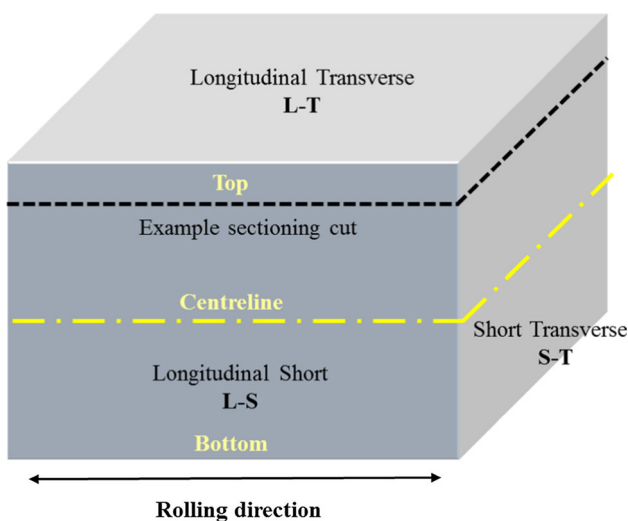 Longitudinal Transverse
L-T
Top
Example sectioning cut
Centreline
Short Transverse
S-T
Longitudinal Short
L-S
Bottom
Rolling direction